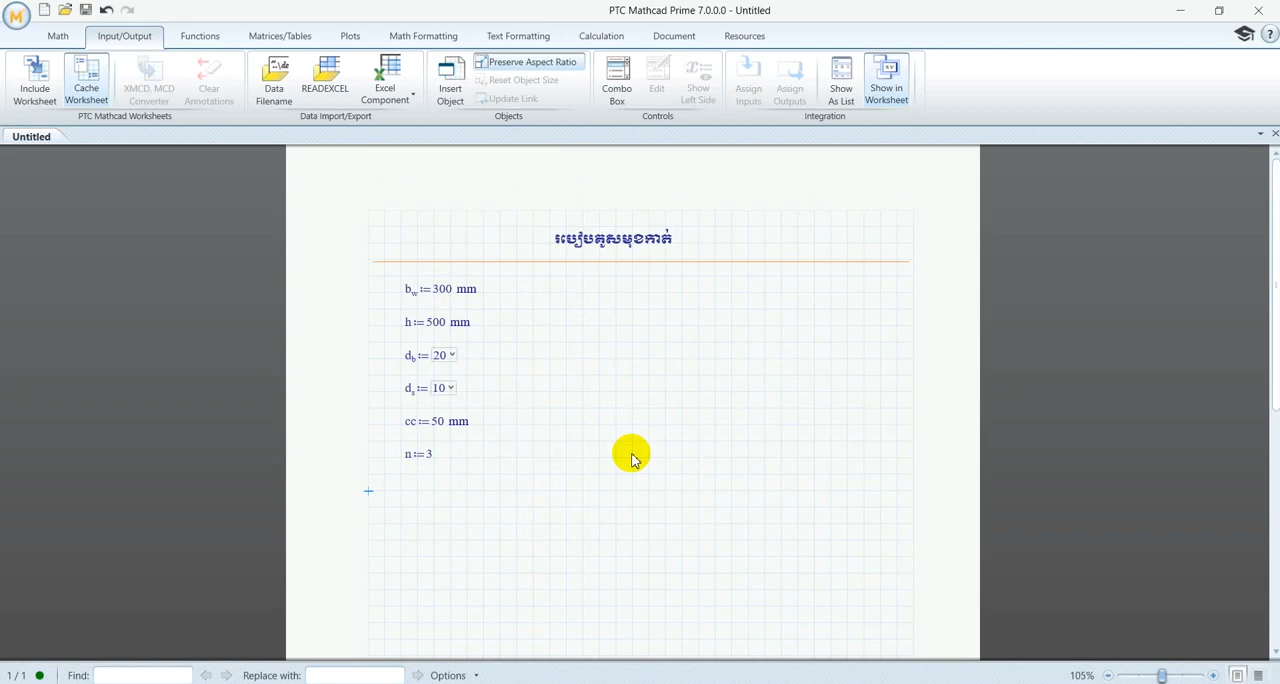 PTC Mathcad Prime 7.0.0.0 - Untitled
Math Input/Output Functions Matrices/Tables Plots Math Formatting Text Formatting Calculation Document Resources
Include Worksheet
Cache Worksheet
XMCD, MCD Converter
Clear Annotations
PTC Mathcad Worksheets
Data Filename
READEXCEL
Excel Component
Data Import/Export
Insert Object
Preserve Aspect Ratio
Reset Object Size
Update Link
Objects
Combo Box
Edit
Show Left Side
Controls
Assign Inputs
Assign Outputs
Show As List
Show in Worksheet
Integration
Untitled
របៀបគូសមុខកាត់
b_w := 300 mm
h := 500 mm
d_b := 20
d_s := 10
cc := 50 mm
n := 3
1 / 1 Find: Replace with: Options 105%